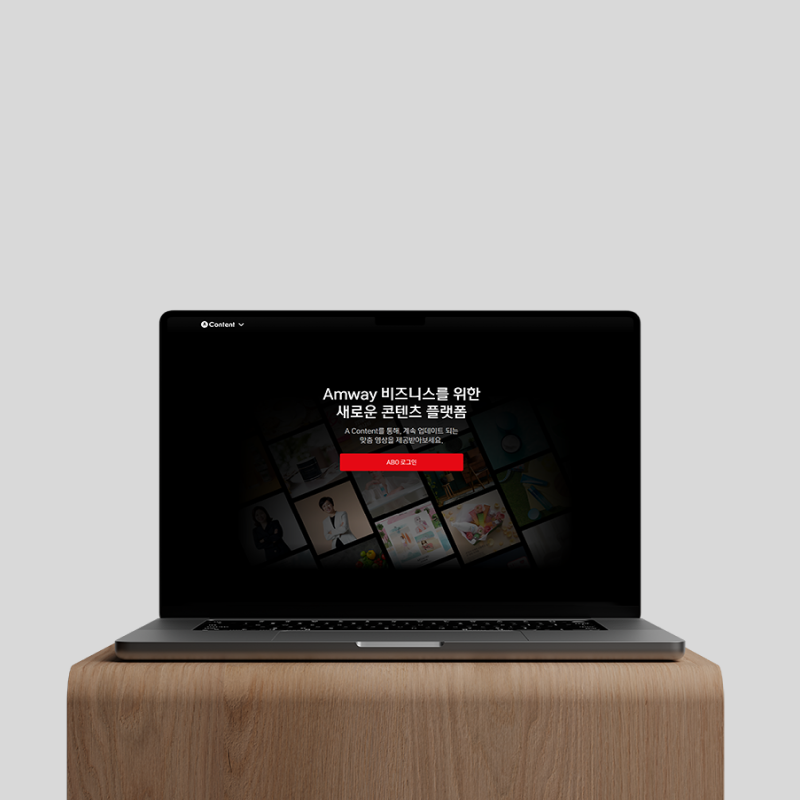 A Content
Amway 비즈니스를 위한
새로운 콘텐츠 플랫폼
A Content를 통해, 계속 업데이트 되는
맞춤 영상을 제공받아보세요.
ABO 로그인